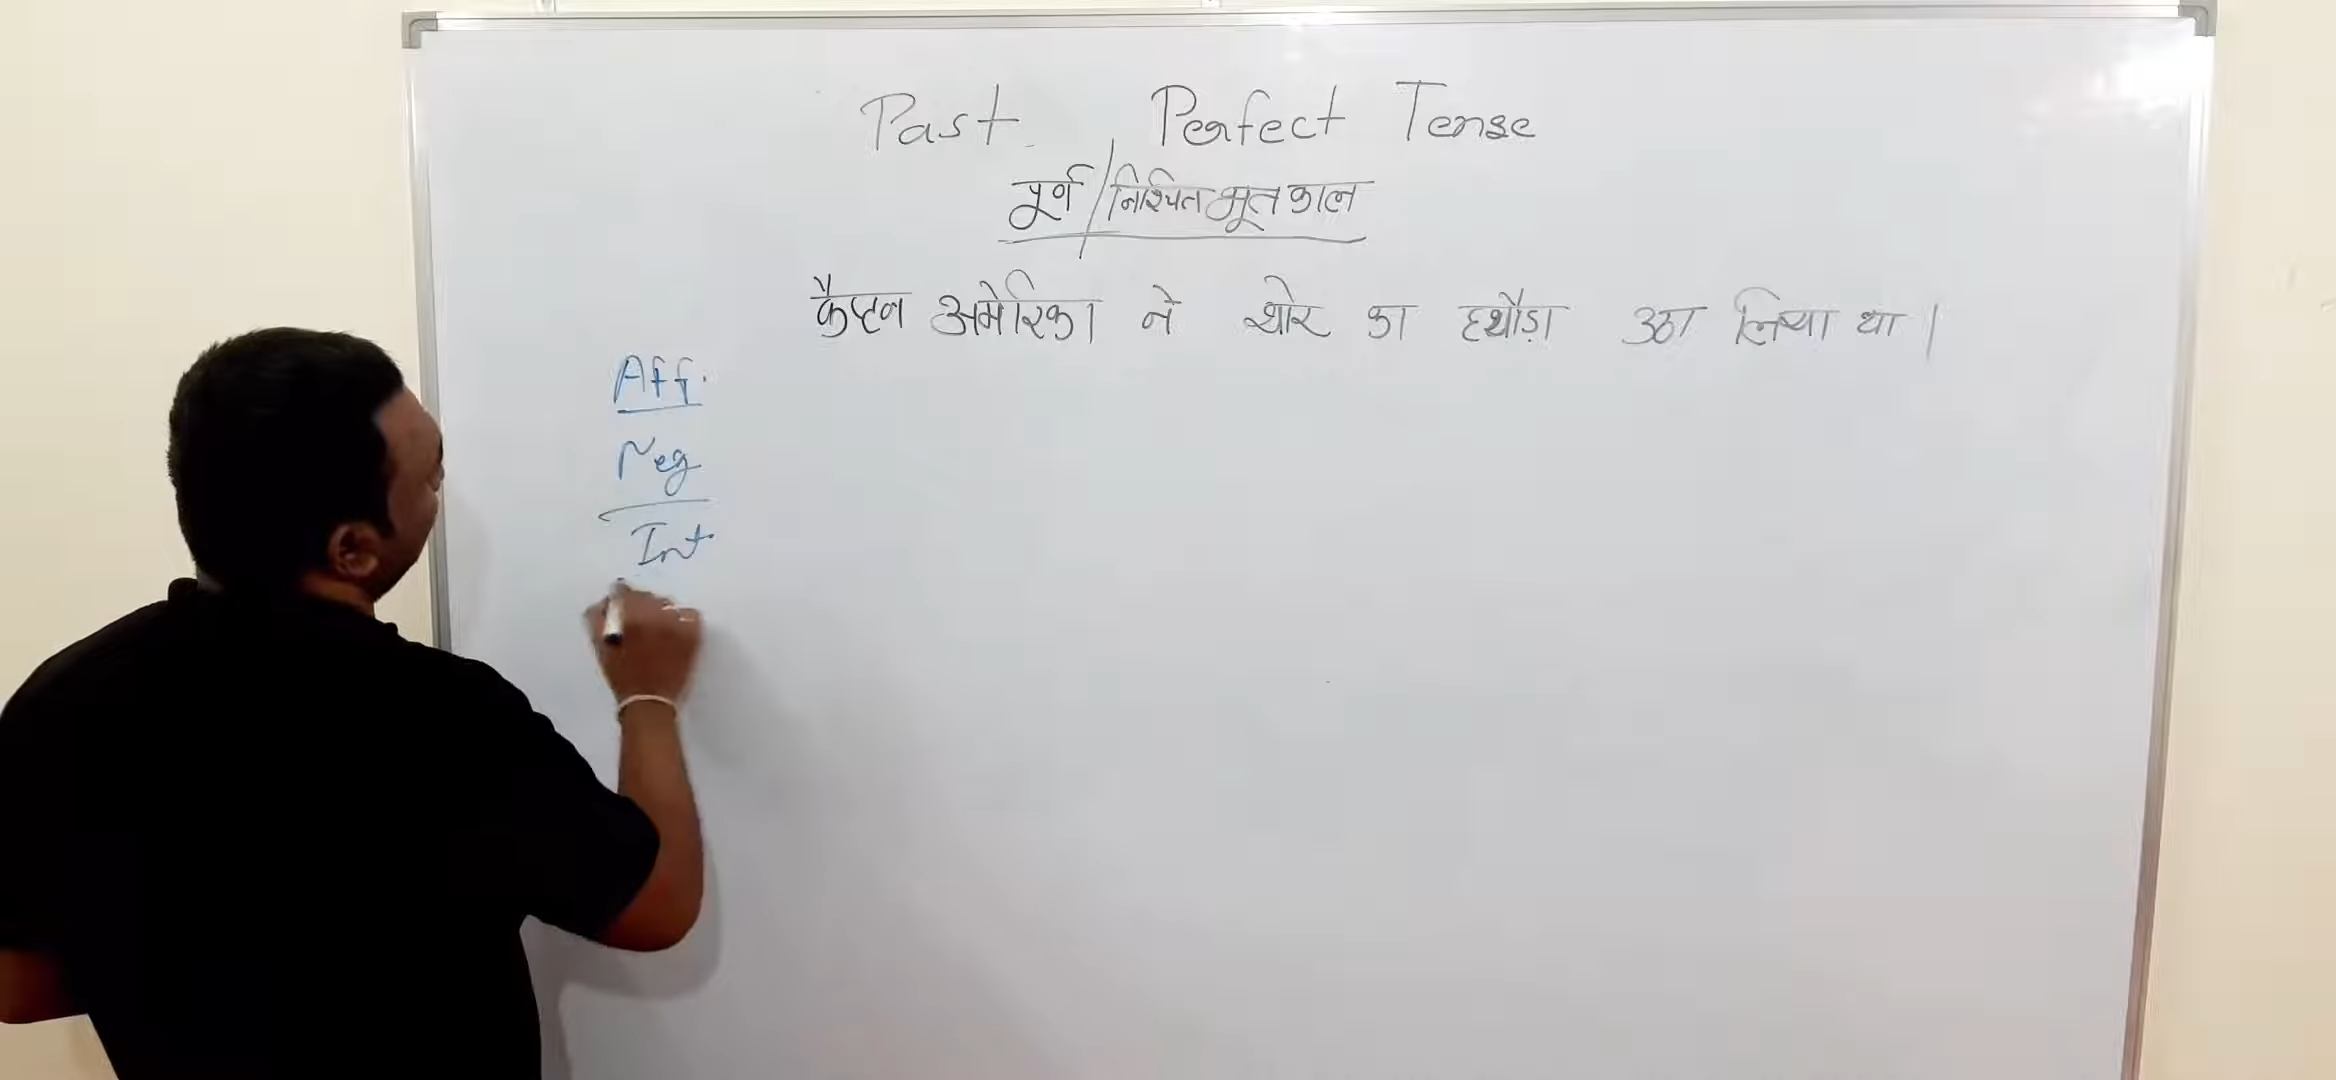 Past Perfect Tense
पूर्ण/निश्चित भूतकाल
कैप्टन अमेरिका ने थोर का हथौड़ा उठा लिया था।
Aff.
Neg
Int.